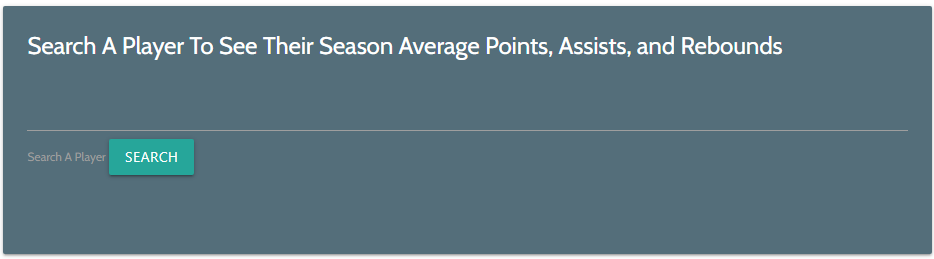 Search A Player To See Their Season Average Points, Assists, and Rebounds
Search A Player SEARCH